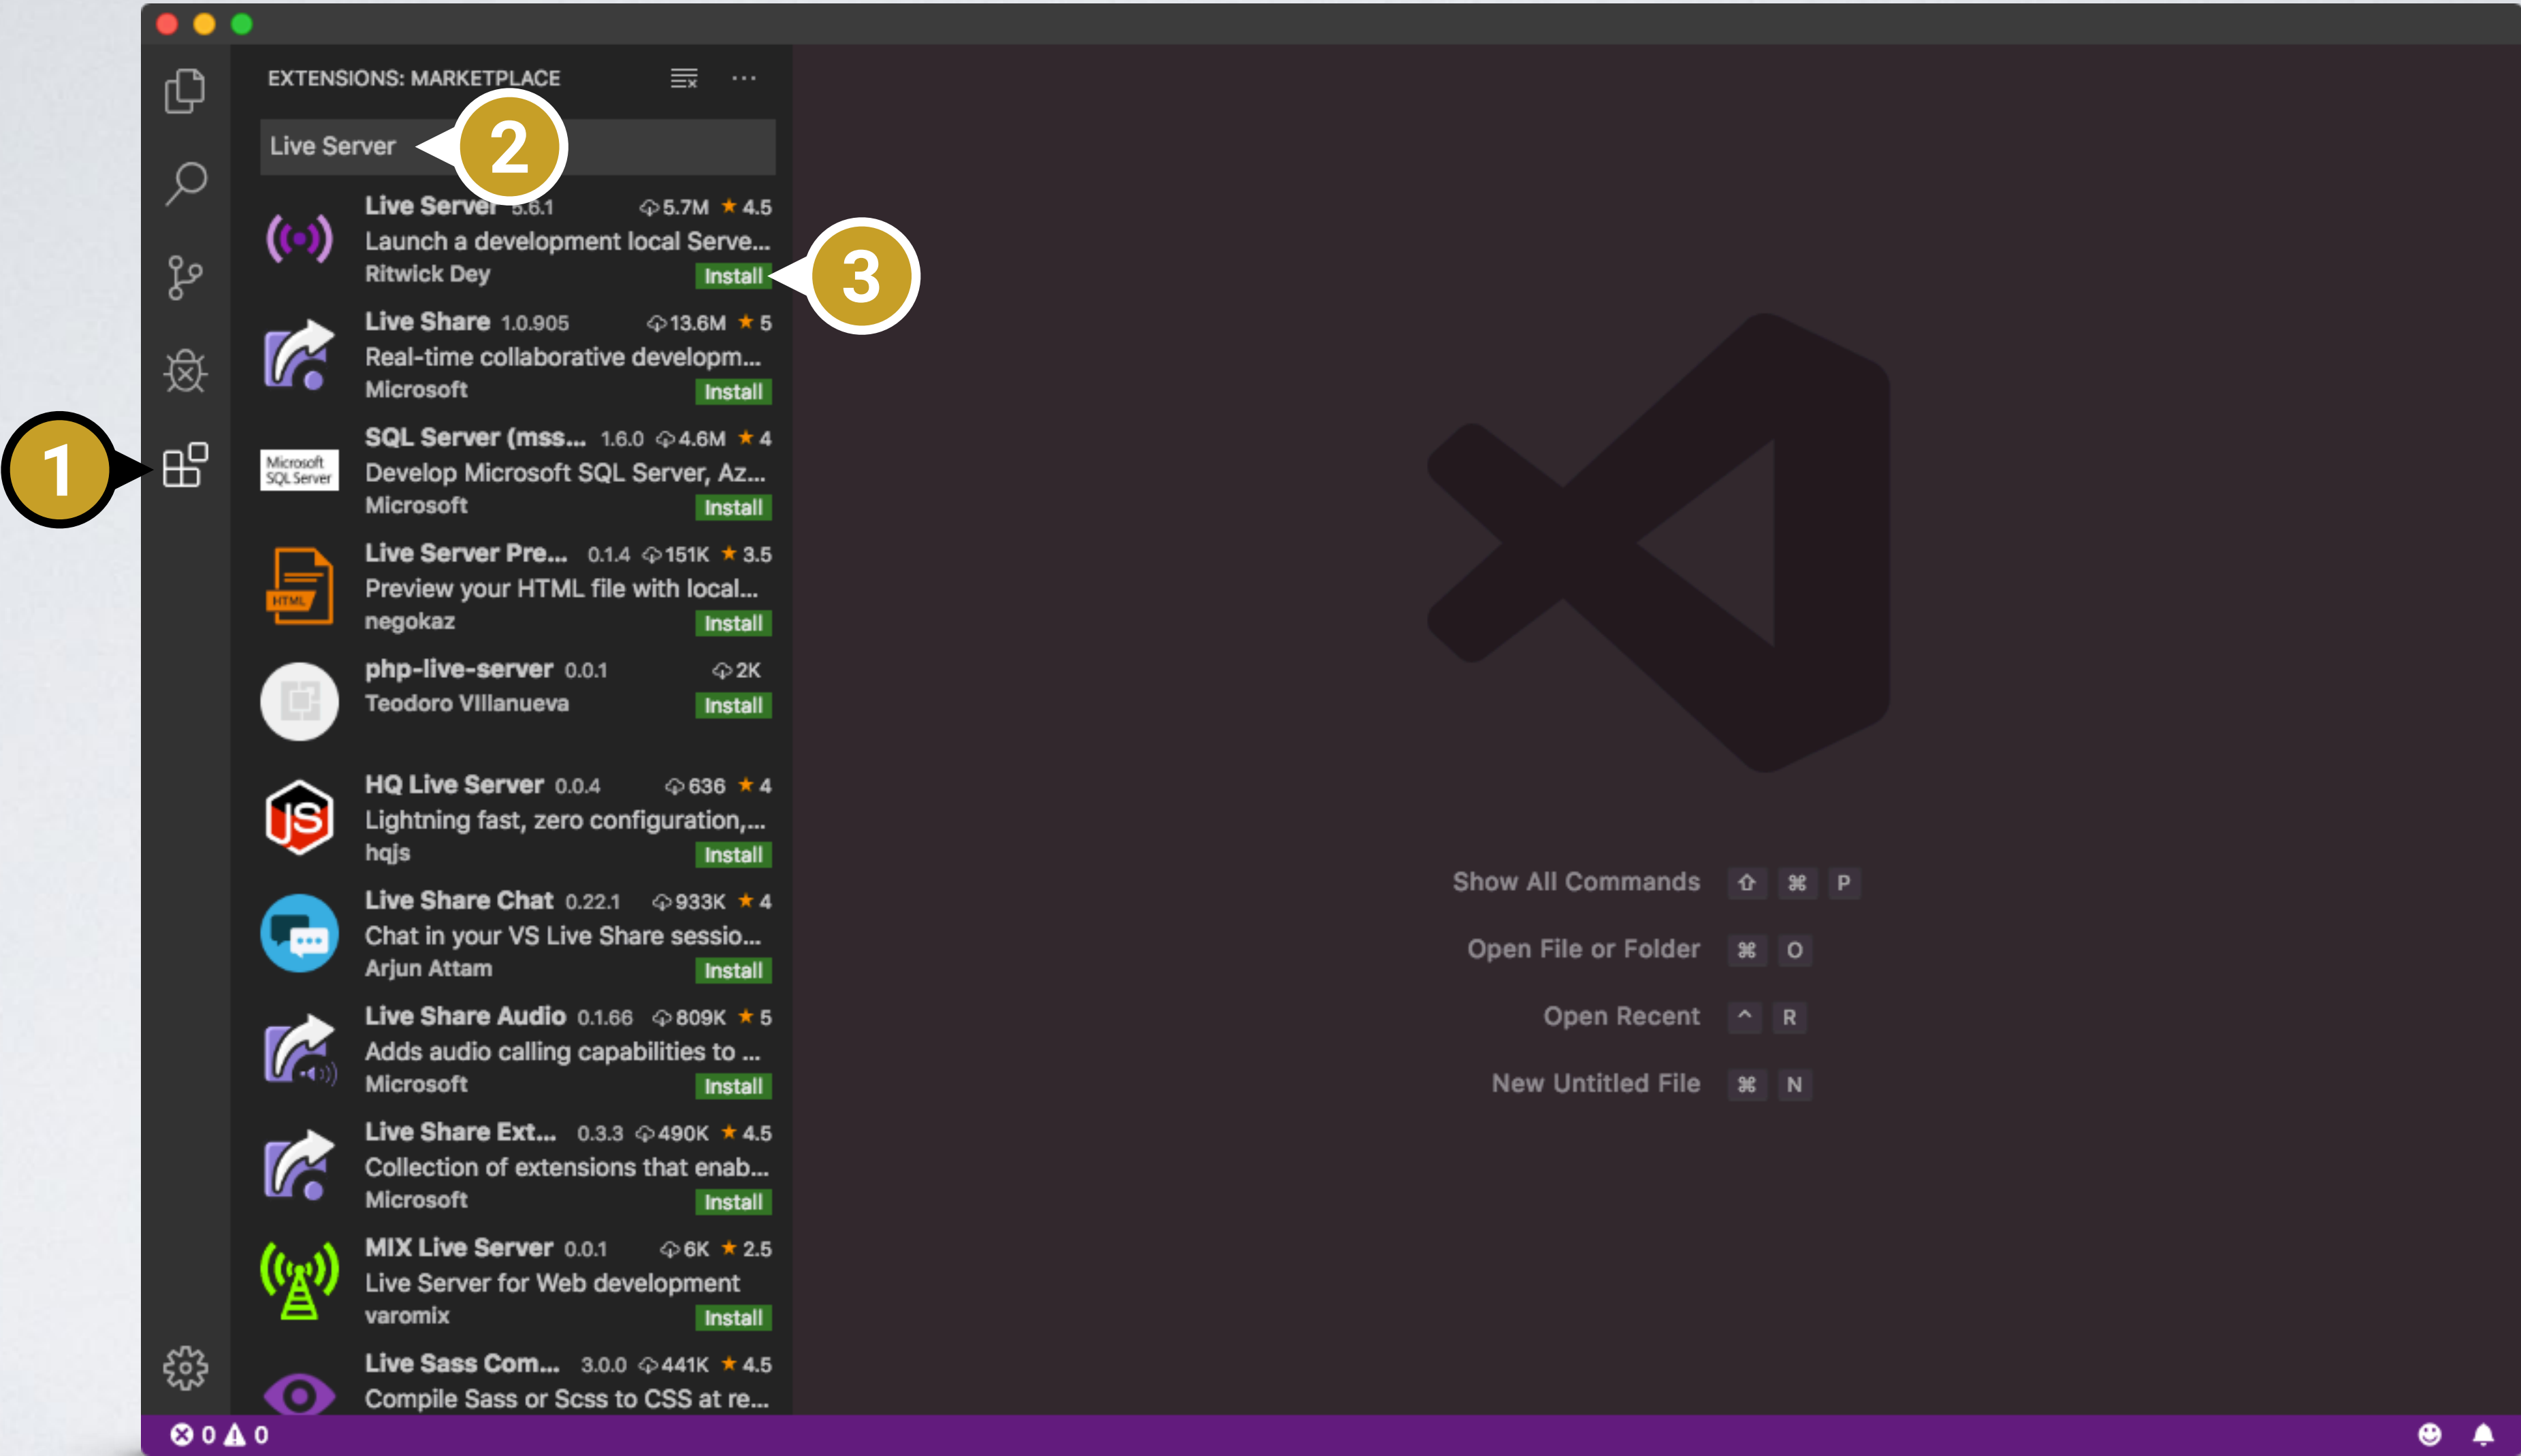 EXTENSIONS: MARKETPLACE
Live Server
2
Live Server 5.6.1 5.7M ★ 4.5
Launch a development local Serve...
Ritwick Dey Install
3
Live Share 1.0.905 13.6M ★ 5
Real-time collaborative developm...
Microsoft Install
1
Microsoft
SQL Server
SQL Server (mss... 1.6.0 4.6M ★ 4
Develop Microsoft SQL Server, Az...
Microsoft Install
HTML
Live Server Pre... 0.1.4 151K ★ 3.5
Preview your HTML file with local...
negokaz Install
php-live-server 0.0.1 2K
Teodoro VIllanueva Install
JS
HQ Live Server 0.0.4 636 ★ 4
Lightning fast, zero configuration,...
hqjs Install
Live Share Chat 0.22.1 933K ★ 4
Chat in your VS Live Share sessio...
Arjun Attam Install
Live Share Audio 0.1.66 809K ★ 5
Adds audio calling capabilities to ...
Microsoft Install
Live Share Ext... 0.3.3 490K ★ 4.5
Collection of extensions that enab...
Microsoft Install
MIX Live Server 0.0.1 6K ★ 2.5
Live Server for Web development
varomix Install
Live Sass Com... 3.0.0 441K ★ 4.5
Compile Sass or Scss to CSS at re...
Show All Commands ⇧ ⌘ P
Open File or Folder ⌘ O
Open Recent ^ R
New Untitled File ⌘ N
0 0